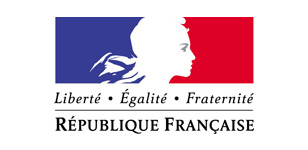 Liberté • Égalité • Fraternité
RÉPUBLIQUE FRANÇAISE